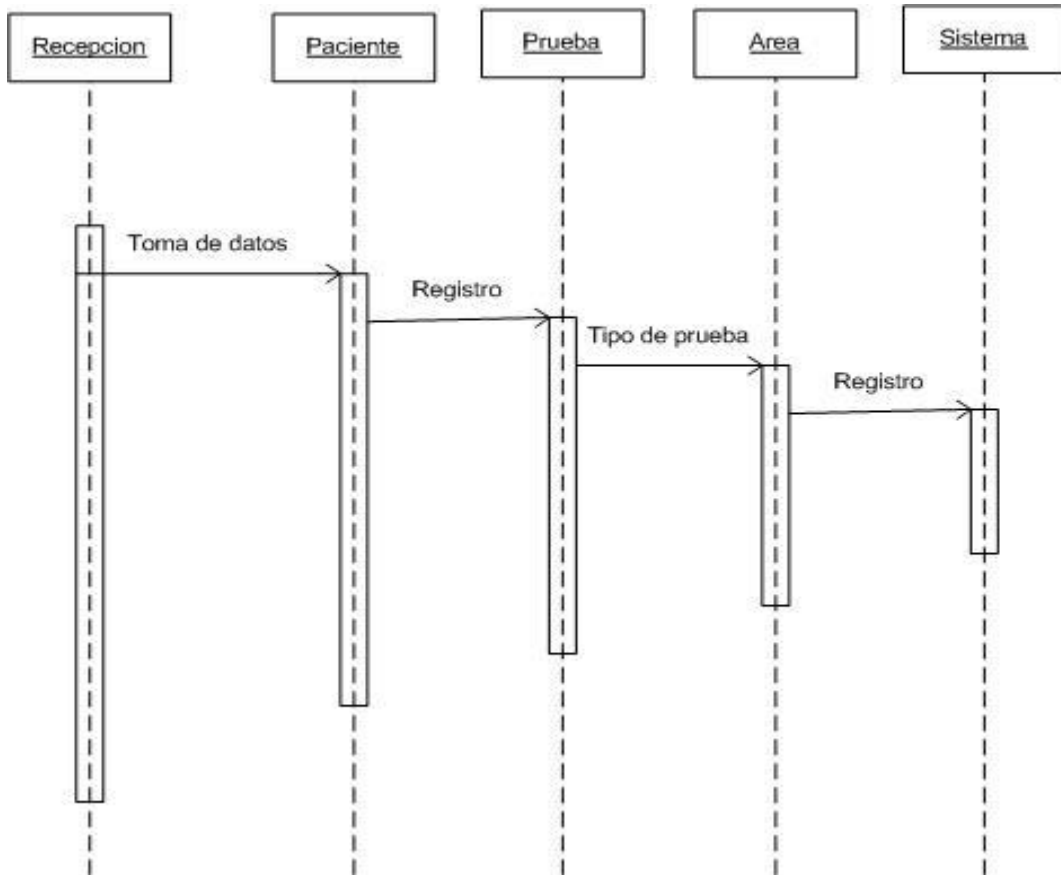 Recepcion
Paciente
Prueba
Area
Sistema
Toma de datos
Registro
Tipo de prueba
Registro